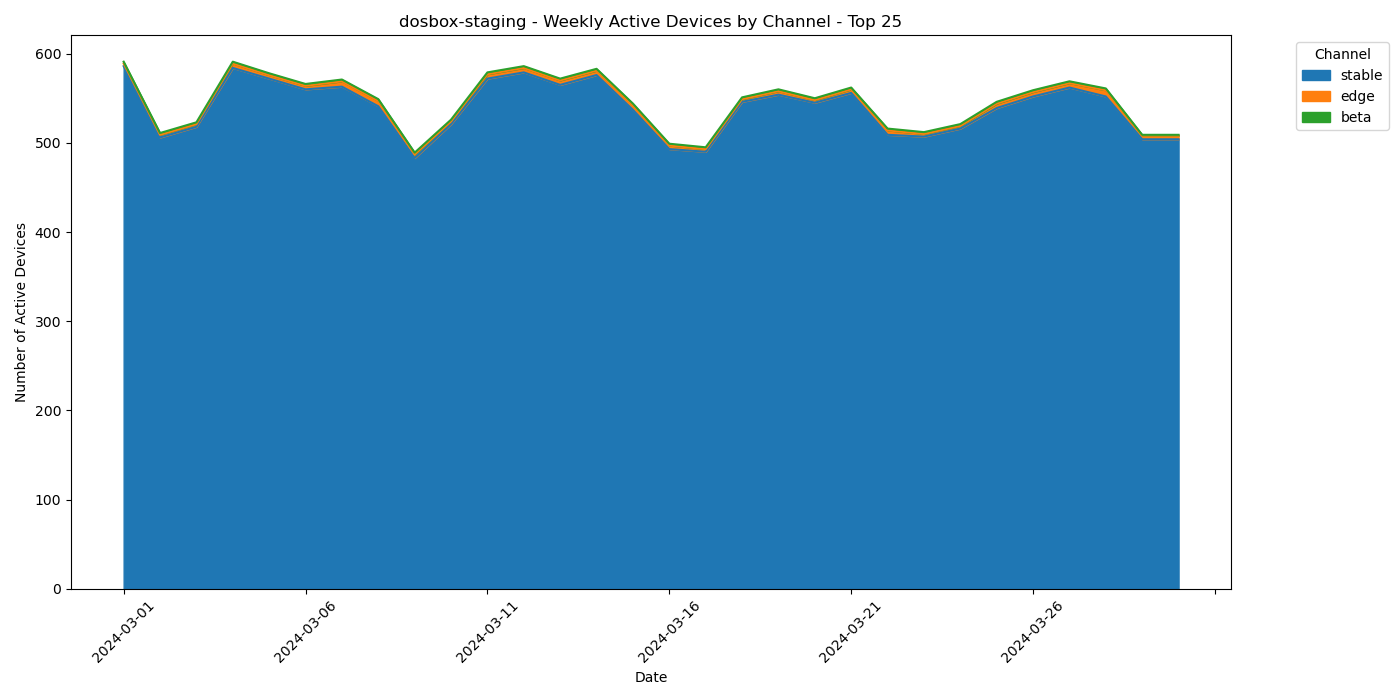 dosbox-staging - Weekly Active Devices by Channel - Top 25
Number of Active Devices
600
500
400
300
200
100
0
2024-03-01
2024-03-06
2024-03-11
2024-03-16
2024-03-21
2024-03-26
Date
Channel
stable
edge
beta